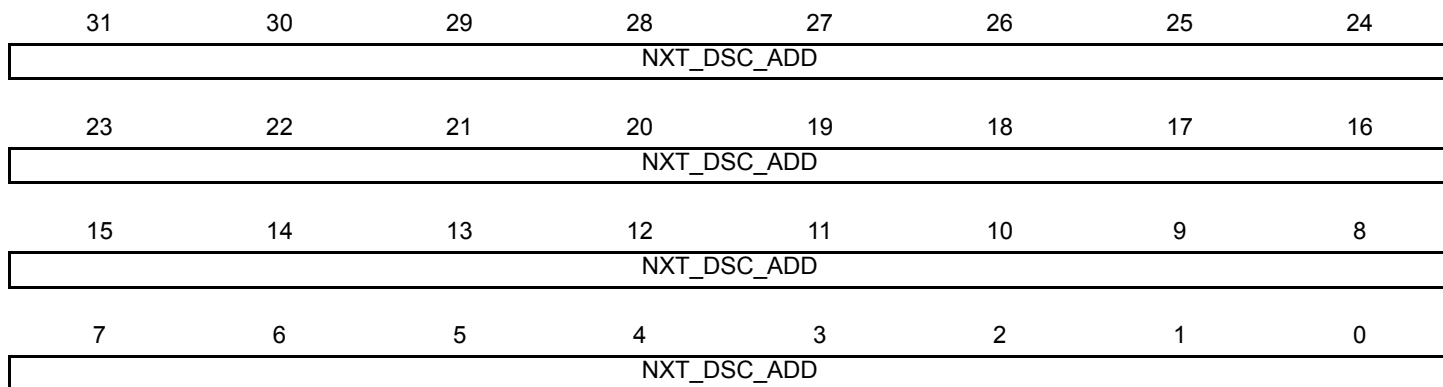 31 30 29 28 27 26 25 24
NXT_DSC_ADD
23 22 21 20 19 18 17 16
NXT_DSC_ADD
15 14 13 12 11 10 9 8
NXT_DSC_ADD
7 6 5 4 3 2 1 0
NXT_DSC_ADD